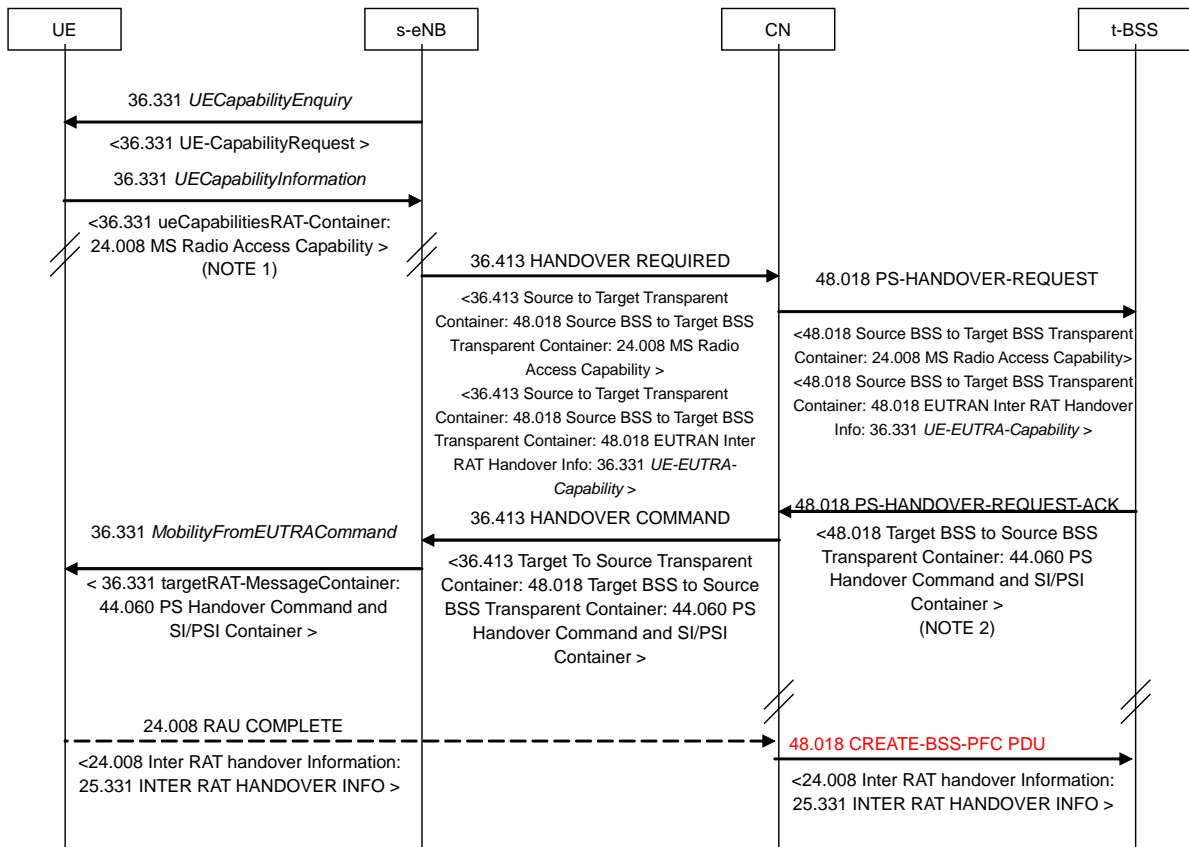 UE
s-eNB
CN
t-BSS
36.331 UECapabilityEnquiry
<36.331 UE-CapabilityRequest >
36.331 UECapabilityInformation
<36.331 ueCapabilitiesRAT-Container:
24.008 MS Radio Access Capability >
(NOTE 1)
36.413 HANDOVER REQUIRED
<36.413 Source to Target Transparent
Container: 48.018 Source BSS to Target BSS
Transparent Container: 24.008 MS Radio
Access Capability >
<36.413 Source to Target Transparent
Container: 48.018 Source BSS to Target BSS
Transparent Container: 48.018 EUTRAN Inter
RAT Handover Info: 36.331 UE-EUTRA-
Capability >
48.018 PS-HANDOVER-REQUEST
<48.018 Source BSS to Target BSS Transparent
Container: 24.008 MS Radio Access Capability>
<48.018 Source BSS to Target BSS Transparent
Container: 48.018 EUTRAN Inter RAT Handover
Info: 36.331 UE-EUTRA-Capability >
48.018 PS-HANDOVER-REQUEST-ACK
<48.018 Target BSS to Source BSS
Transparent Container: 44.060 PS
Handover Command and SI/PSI
Container >
(NOTE 2)
36.413 HANDOVER COMMAND
<36.413 Target To Source Transparent
Container: 48.018 Target BSS to Source
BSS Transparent Container: 44.060 PS
Handover Command and SI/PSI
Container >
36.331 MobilityFromEUTRACommand
< 36.331 targetRAT-MessageContainer:
44.060 PS Handover Command and
SI/PSI Container >
24.008 RAU COMPLETE
<24.008 Inter RAT handover Information:
25.331 INTER RAT HANDOVER INFO >
48.018 CREATE-BSS-PFC PDU
<24.008 Inter RAT handover Information:
25.331 INTER RAT HANDOVER INFO >